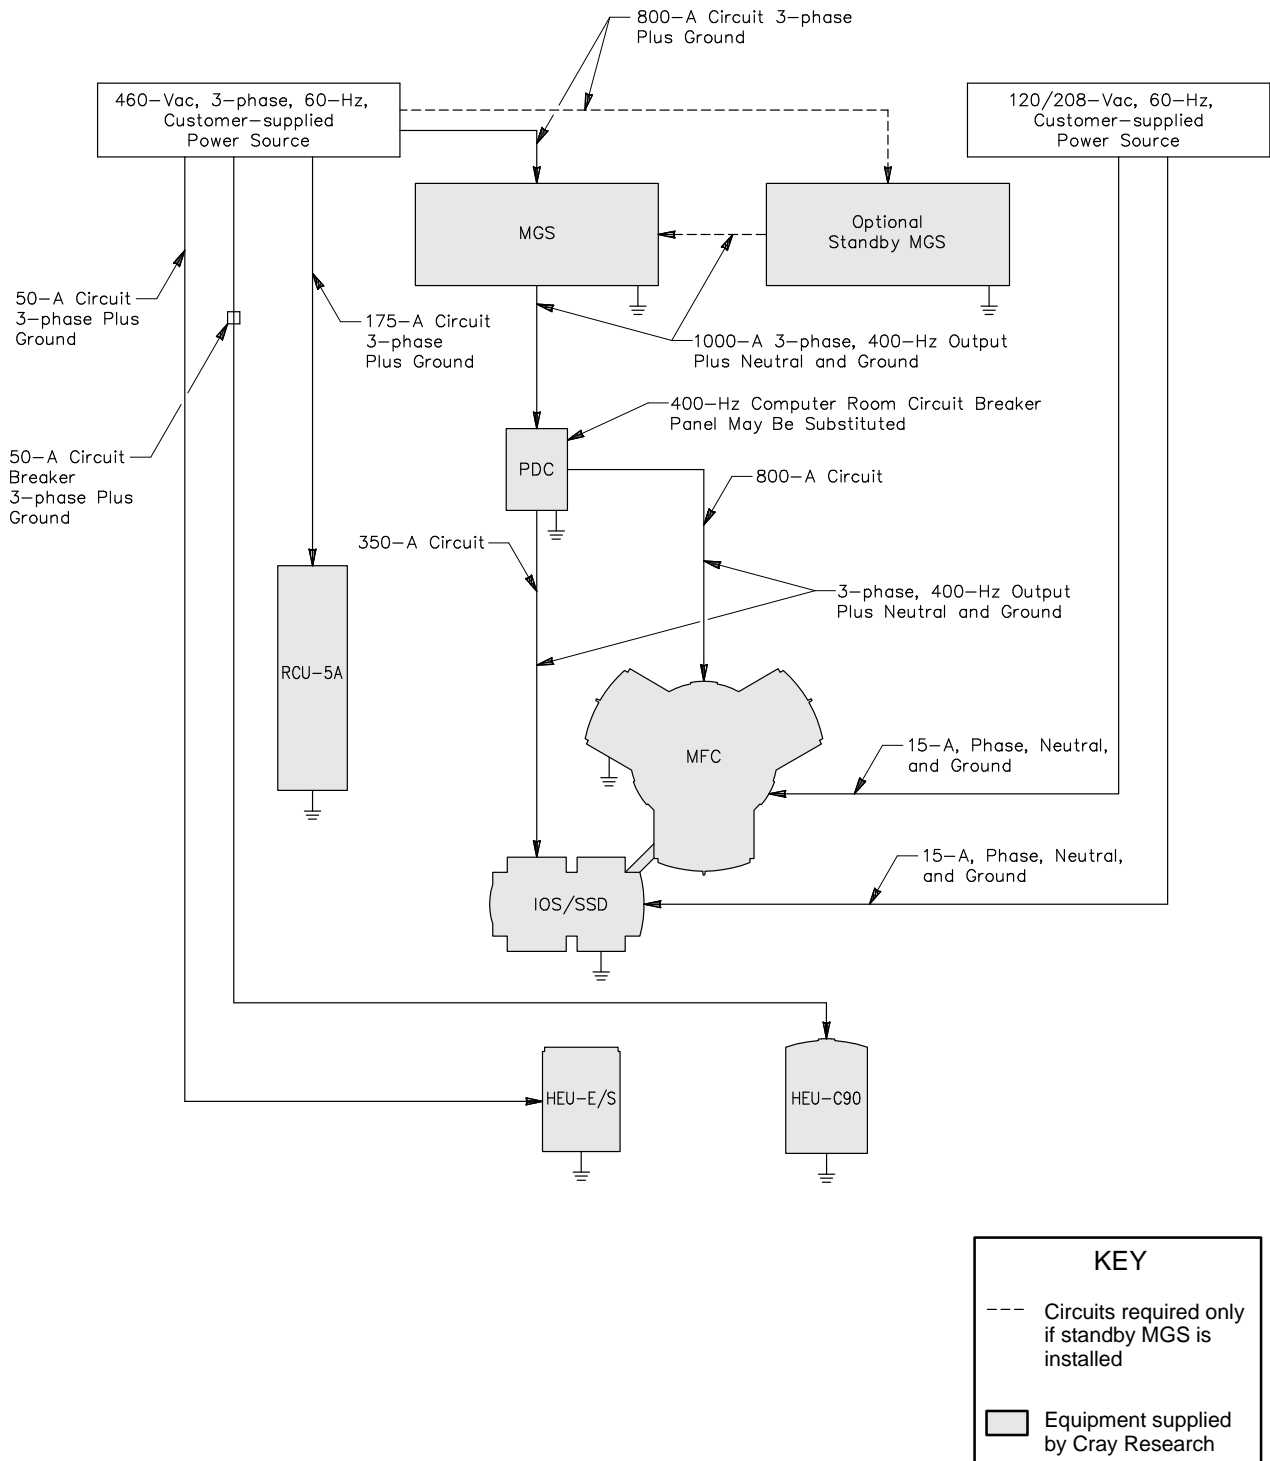 800-A Circuit 3-phase
Plus Ground
460-Vac, 3-phase, 60-Hz,
Customer-supplied
Power Source
120/208-Vac, 60-Hz,
Customer-supplied
Power Source
MGS
Optional
Standby MGS
50-A Circuit
3-phase Plus
Ground
175-A Circuit
3-phase
Plus Ground
1000-A 3-phase, 400-Hz Output
Plus Neutral and Ground
400-Hz Computer Room Circuit Breaker
Panel May Be Substituted
50-A Circuit
Breaker
3-phase Plus
Ground
PDC
800-A Circuit
350-A Circuit
3-phase, 400-Hz Output
Plus Neutral and Ground
RCU-5A
MFC
15-A, Phase, Neutral,
and Ground
15-A, Phase, Neutral,
and Ground
IOS/SSD
HEU-E/S
HEU-C90
KEY
Circuits required only
if standby MGS is
installed
Equipment supplied
by Cray Research